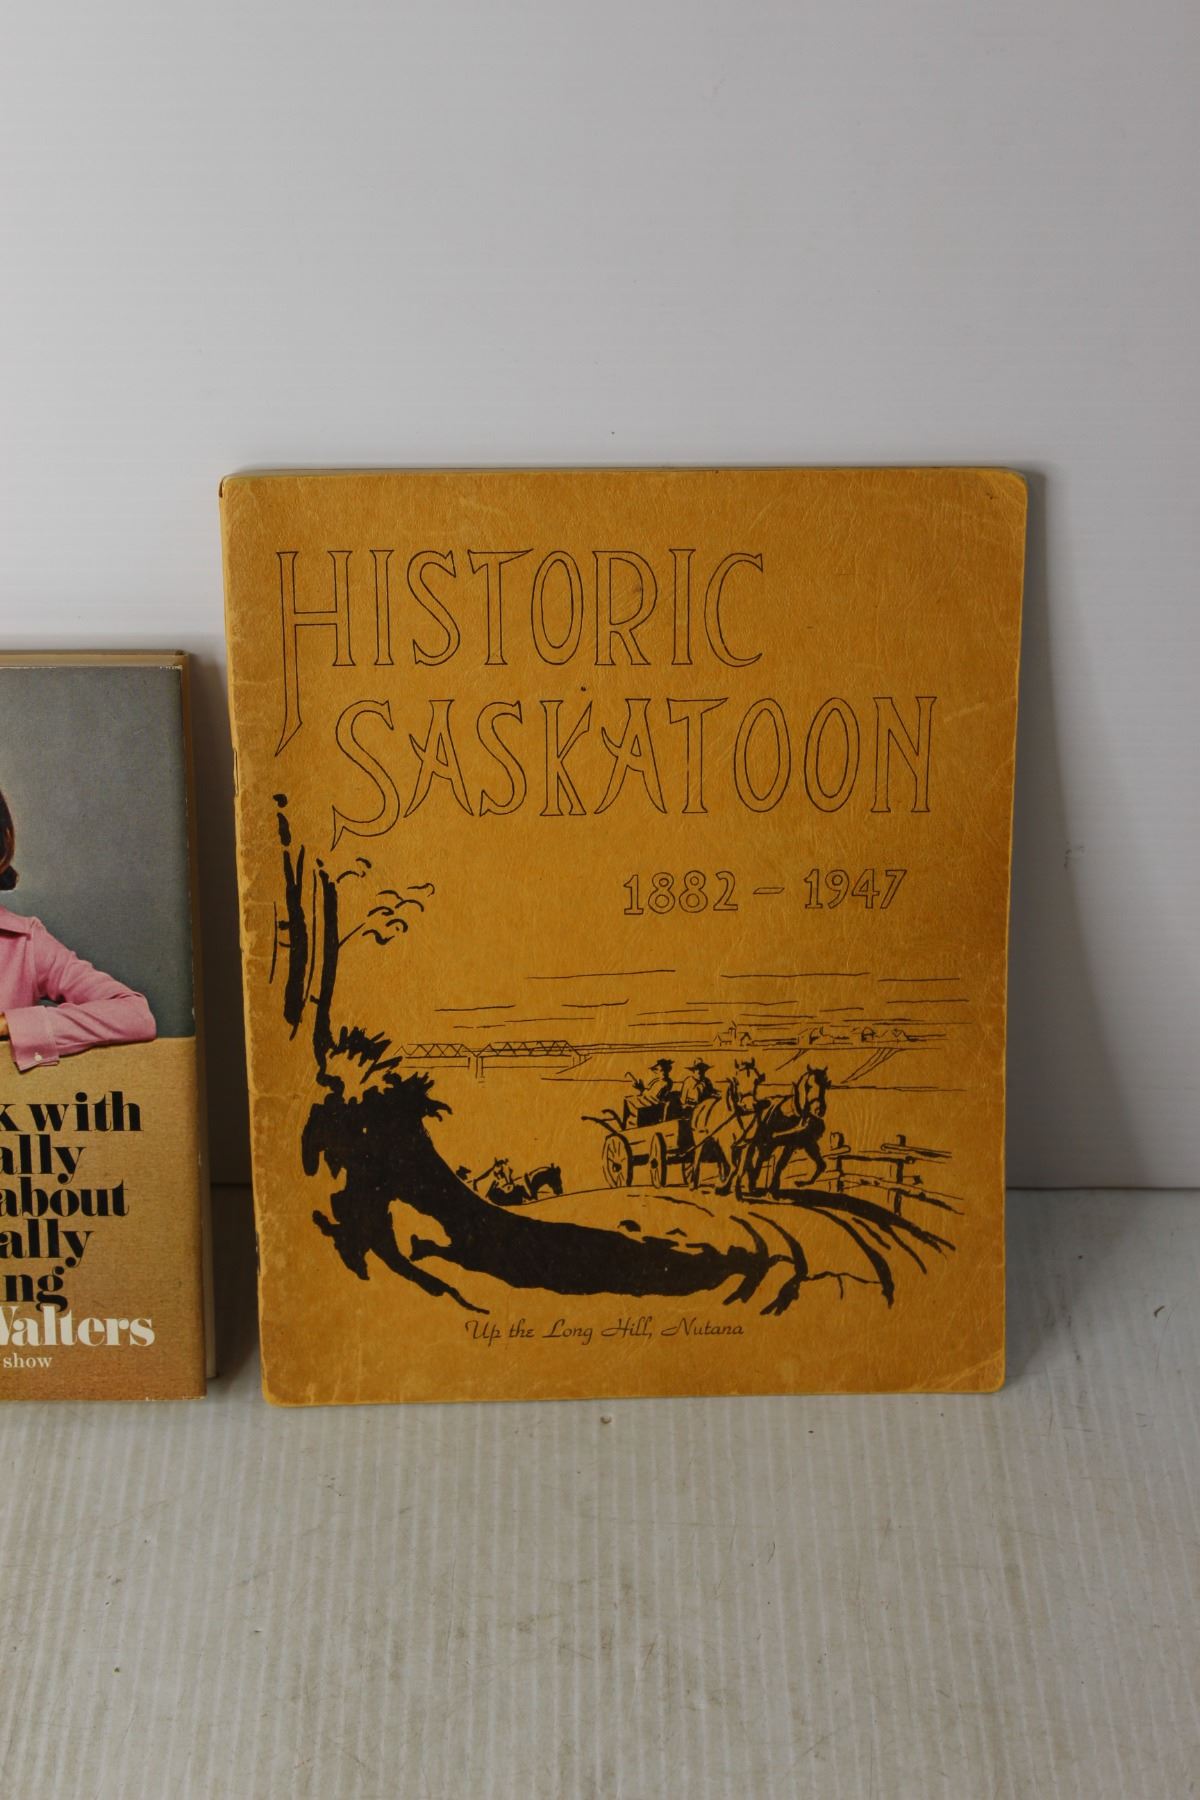 HISTORIC
SASKATOON
1882 - 1947
Up the Long Hill, Nutana
k with
ally
about
ally
ng
Walters
show